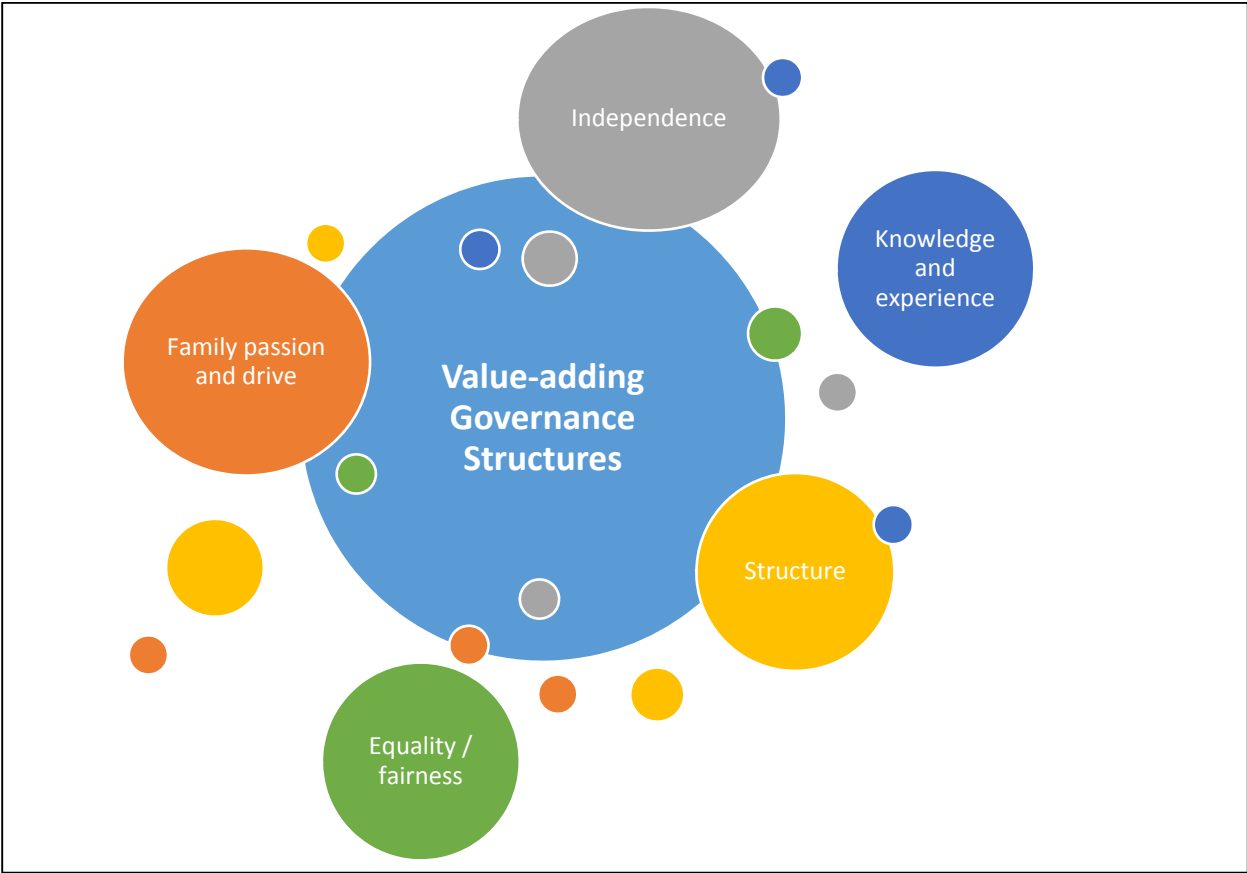 Independence
Knowledge
and
experience
Family passion
and drive
Value-adding
Governance
Structures
Structure
Equality /
fairness